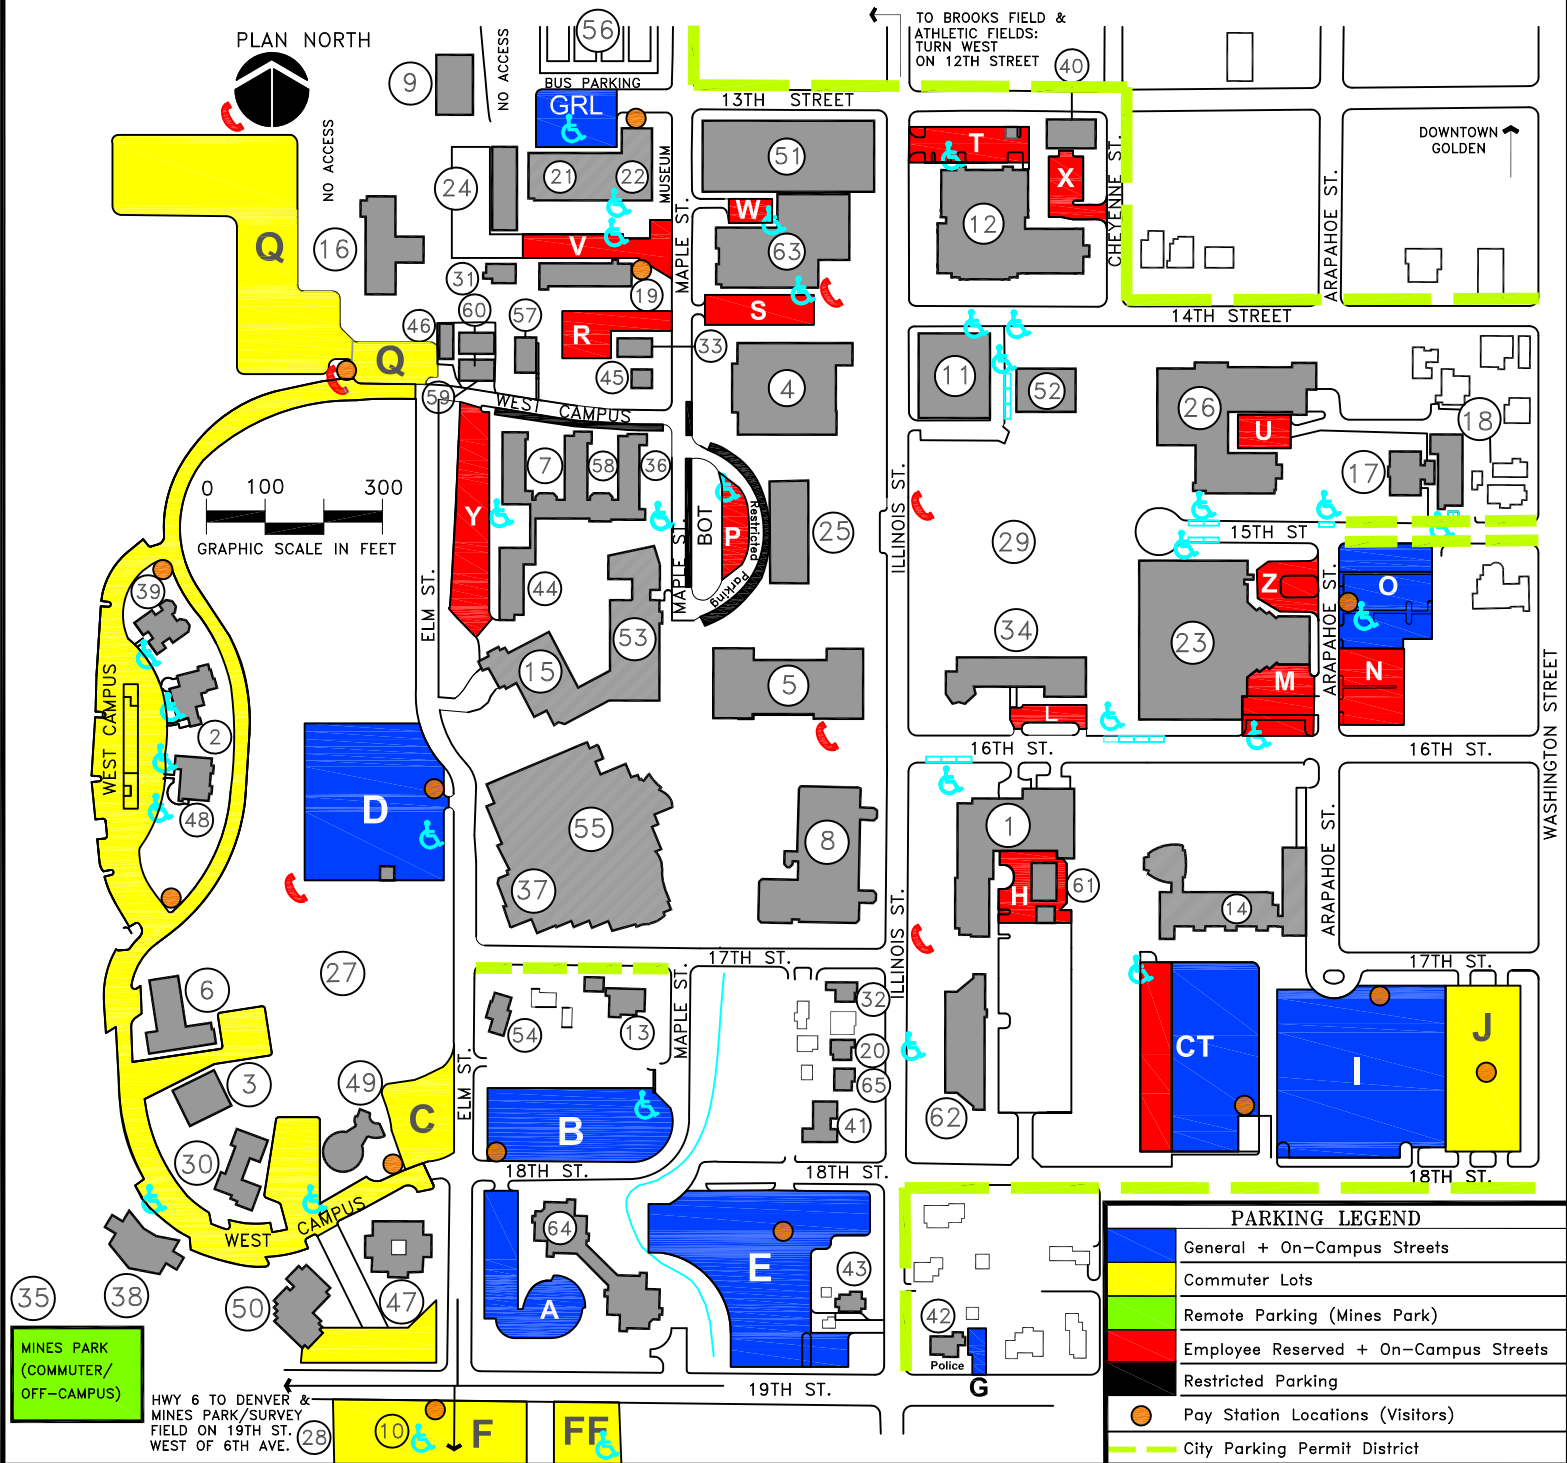 PLAN NORTH
NO ACCESS
NO ACCESS
56
BUS PARKING
TO BROOKS FIELD &
ATHLETIC FIELDS:
TURN WEST
ON 12TH STREET
40
9
GRL
13TH STREET
DOWNTOWN
GOLDEN
51
T
X
CHEYENNE ST.
ARAPAHOE ST.
21
22
MUSEUM
24
MAPLE ST.
W
12
Q
16
V
63
31
19
60
57
46
R
S
33
14TH STREET
Q
45
4
11
52
59
WEST CAMPUS
26
U
18
17
0 100 300
GRAPHIC SCALE IN FEET
7
58
36
Y
BOT
P
Restricted
Parking
MAPLE ST.
25
ILLINOIS ST.
29
15TH ST
39
ELM ST.
44
53
34
23
Z
ARAPAHOE ST.
O
15
5
M
N
L
WEST CAMPUS
2
16TH ST.
16TH ST.
WASHINGTON STREET
48
D
55
8
1
37
H
61
14
ARAPAHOE ST.
ILLINOIS ST.
17TH ST.
17TH ST.
27
6
54
13
MAPLE ST.
32
20
65
41
62
CT
I
J
3
49
C
ELM ST.
B
30
18TH ST.
18TH ST.
18TH ST.
WEST CAMPUS
64
A
E
43
42
Police
G
35
38
50
47
MINES PARK
(COMMUTER/
OFF-CAMPUS)
19TH ST.
HWY 6 TO DENVER &
MINES PARK/SURVEY
FIELD ON 19TH ST.
WEST OF 6TH AVE.
28
10
F
FF
PARKING LEGEND
General + On-Campus Streets
Commuter Lots
Remote Parking (Mines Park)
Employee Reserved + On-Campus Streets
Restricted Parking
Pay Station Locations (Visitors)
City Parking Permit District